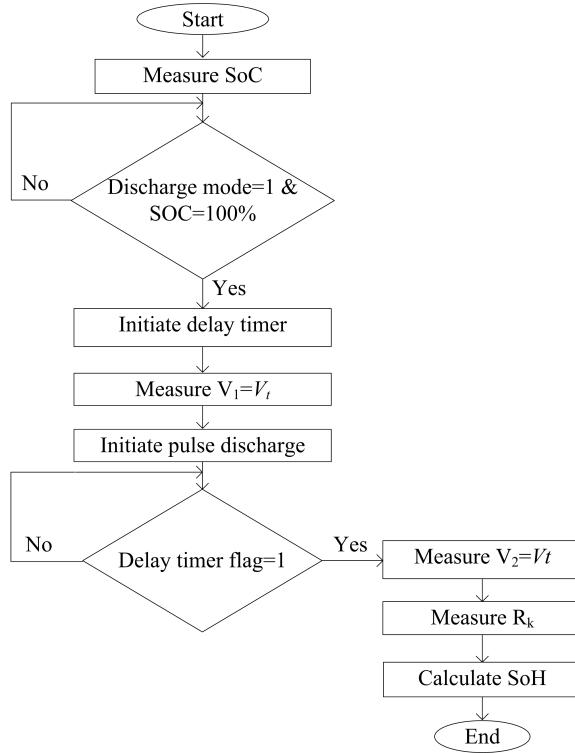 Start
Measure SoC
Discharge mode=1 &
SOC=100%
No
Yes
Initiate delay timer
Measure V₁=Vₜ
Initiate pulse discharge
Delay timer flag=1
No
Yes
Measure V₂=Vt
Measure Rₖ
Calculate SoH
End